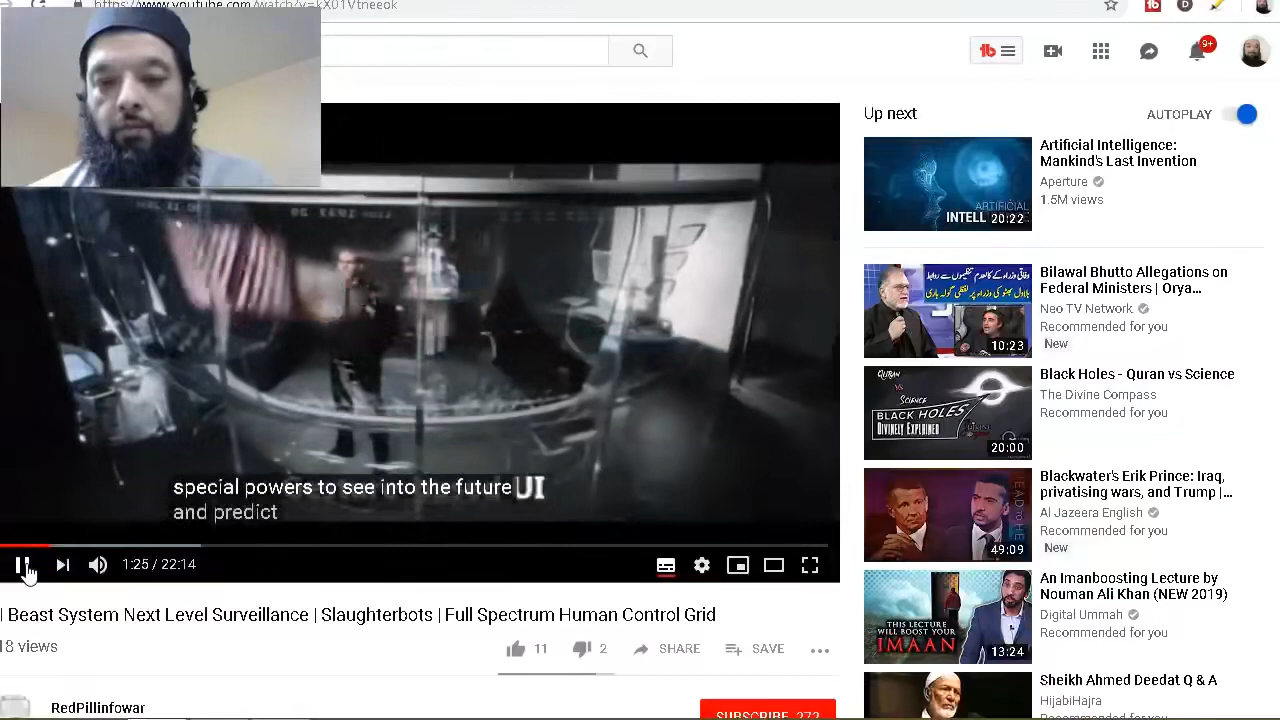 https://www.youtube.com/watch?v=kX01Vtneeok
9+
Up next
AUTOPLAY
ARTIFICIAL
INTELL
20:22
Artificial Intelligence:
Mankind's Last Invention
Aperture
1.5M views
10:23
Bilawal Bhutto Allegations on
Federal Ministers | Orya...
Neo TV Network
Recommended for you
New
QURAN
VS
SCIENCE
BLACK HOLES
DIVINELY EXPLAINED
20:00
Black Holes - Quran vs Science
The Divine Compass
Recommended for you
49:09
Blackwater's Erik Prince: Iraq,
privatising wars, and Trump |...
Al Jazeera English
Recommended for you
New
THIS LECTURE
WILL BOOST YOUR
IMAAN
13:24
An Imanboosting Lecture by
Nouman Ali Khan (NEW 2019)
Digital Ummah
Recommended for you
Sheikh Ahmed Deedat Q & A
HijabiHajra
Recommended for you
special powers to see into the future
and predict
UI
1:25 / 22:14
| Beast System Next Level Surveillance | Slaughterbots | Full Spectrum Human Control Grid
18 views
11
2
SHARE
SAVE
RedPillinfowar
SUBSCRIBE 272